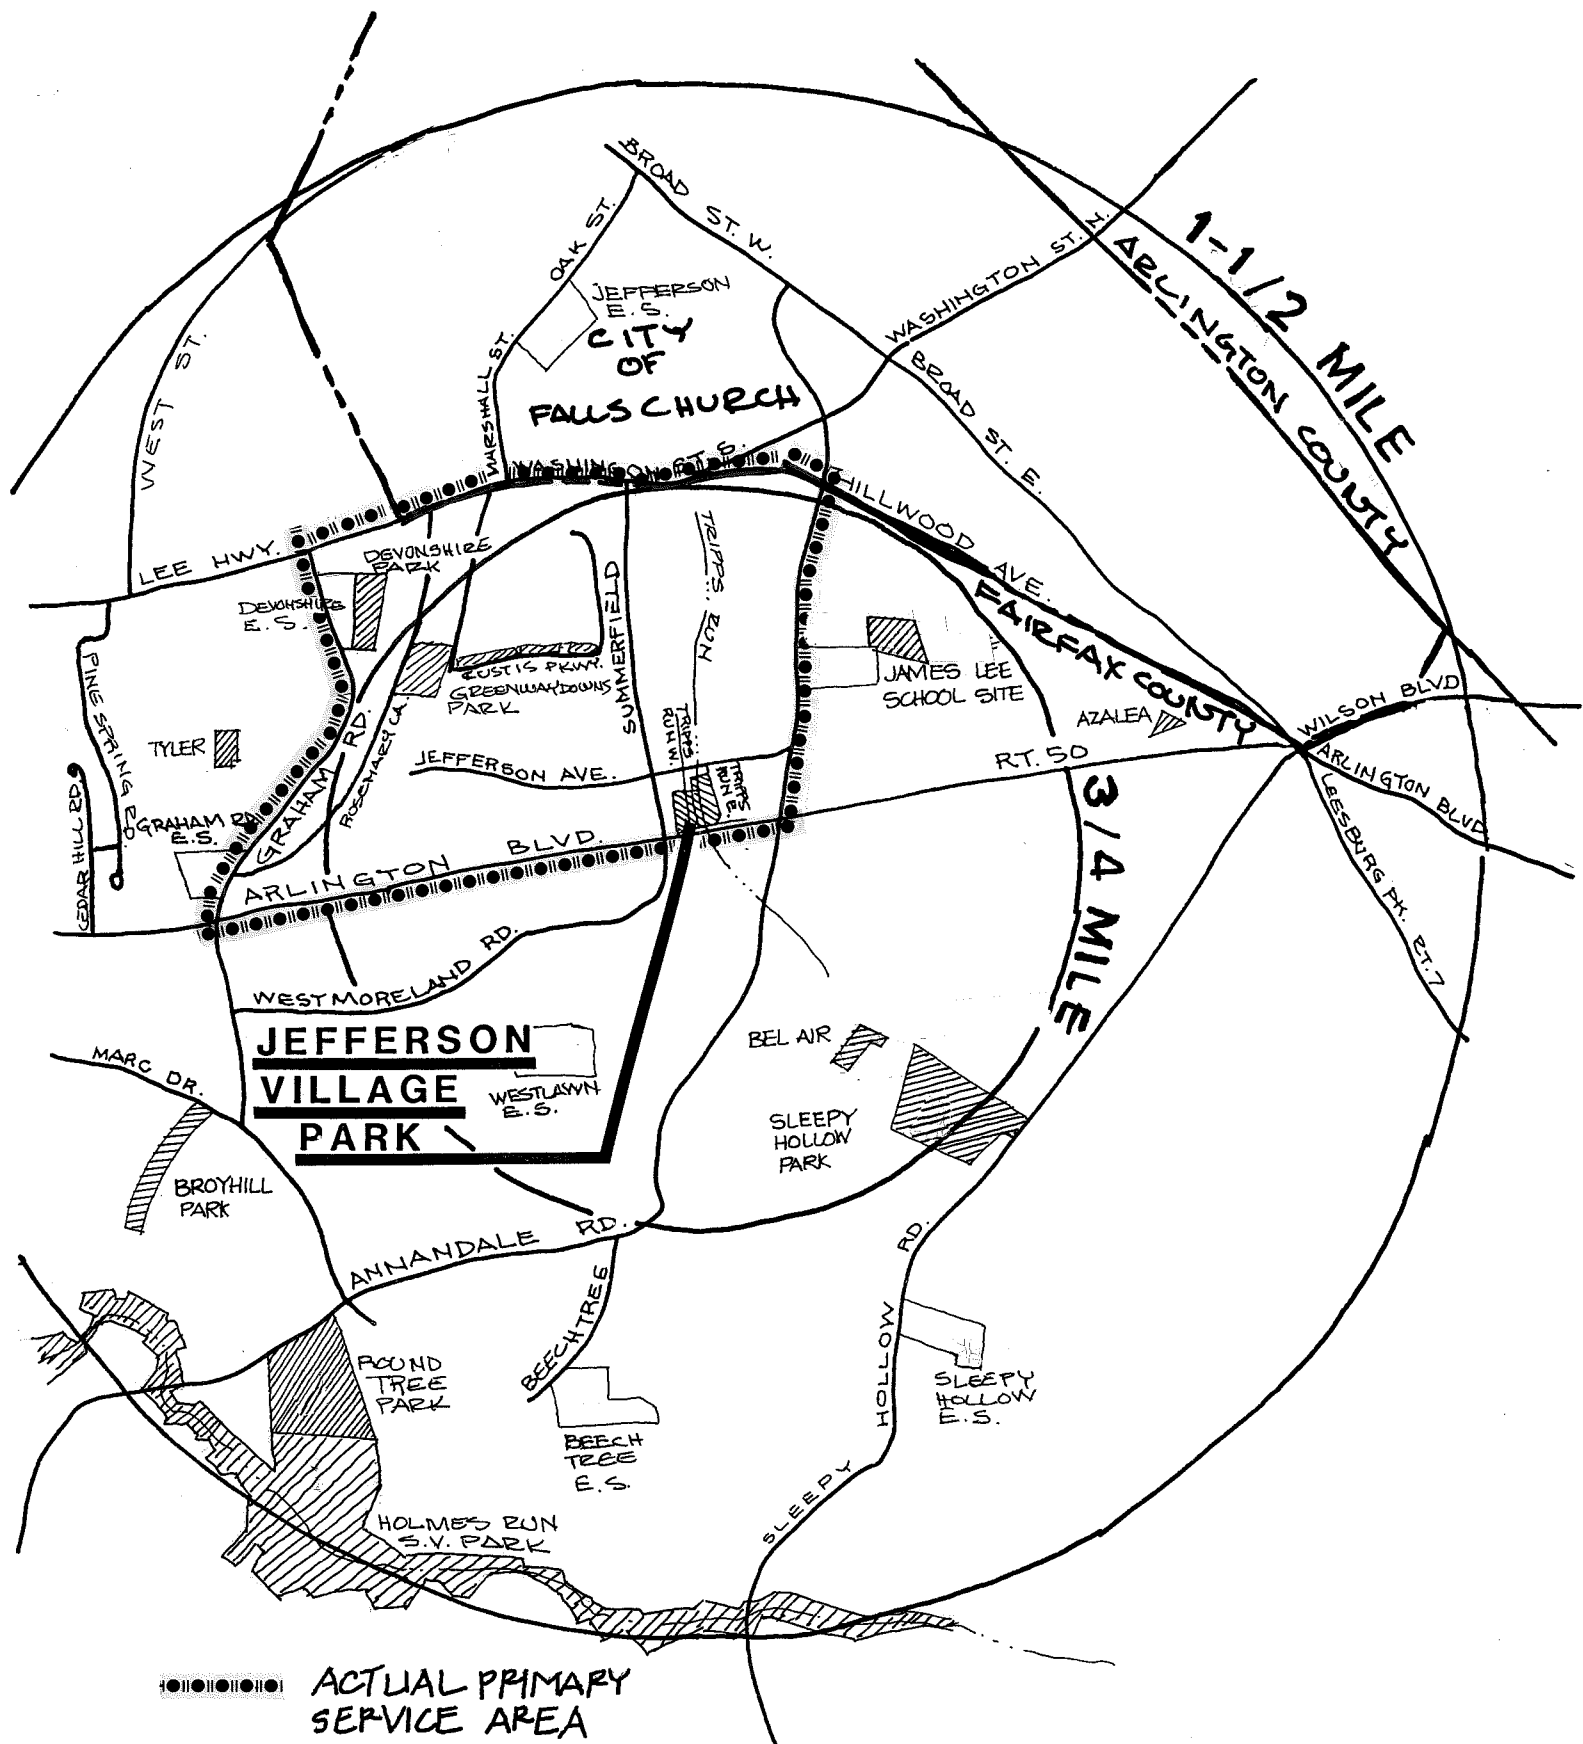 BROAD ST. W.
OAK ST.
JEFFERSON
E.S.
CITY
OF
FALLS CHURCH
MARSHALL ST.
WASHINGTON ST. S.
WASHINGTON ST. N.
BROAD ST. E.
1-1/2 MILE
ARLINGTON COUNTY
WEST ST.
LEE HWY.
HILLWOOD AVE.
FAIRFAX COUNTY
DEVONSHIRE
PARK
DEVONSHIRE
E.S.
TRIPPS RUN
SUMMERFIELD
RUSTIS PKWY.
GREENWAY DOWNS
PARK
JAMES LEE
SCHOOL SITE
AZALEA
WILSON BLVD
ARLINGTON BLVD.
LEESBURG PK. RT. 7
RT. 50
PINE SPRING RD.
CEDAR HILL RD.
TYLER
GRAHAM RD.
ROSEMARY LA.
JEFFERSON AVE.
TRIPPS
RUN W.
TRIPPS
RUN E.
GRAHAM RD.
E.S.
ARLINGTON BLVD.
3/4 MILE
WESTMORELAND RD.
JEFFERSON
VILLAGE
PARK
WESTLAWN
E.S.
BEL AIR
SLEEPY
HOLLOW
PARK
MARC DR.
BROYHILL
PARK
ANNANDALE RD.
BEECHTREE
SLEEPY HOLLOW RD.
ROUND
TREE
PARK
BEECH
TREE
E.S.
SLEEPY
HOLLOW
E.S.
HOLMES RUN
S.V. PARK
ACTUAL PRIMARY
SERVICE AREA